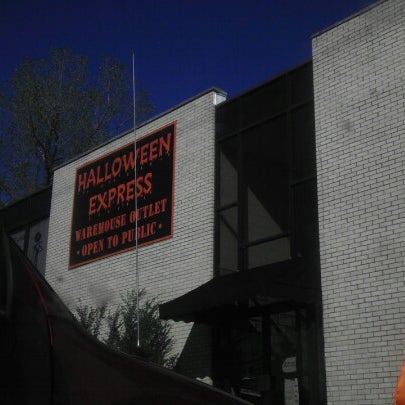 HALLOWEEN
EXPRESS
WAREHOUSE OUTLET
• OPEN TO PUBLIC •